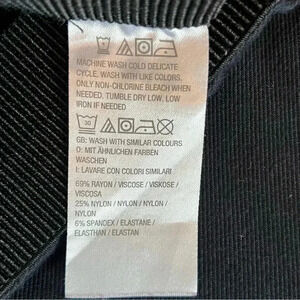 MACHINE WASH COLD DELICATE
CYCLE. WASH WITH LIKE COLORS.
ONLY NON-CHLORINE BLEACH WHEN
NEEDED. TUMBLE DRY LOW. LOW
IRON IF NEEDED
30
GB: WASH WITH SIMILAR COLOURS
D: MIT ÄHNLICHEN FARBEN
WASCHEN
I: LAVARE CON COLORI SIMILARI
69% RAYON / VISCOSE / VISKOSE /
VISCOSA
25% NYLON / NYLON / NYLON /
NYLON
6% SPANDEX / ELASTANE /
ELASTHAN / ELASTAN